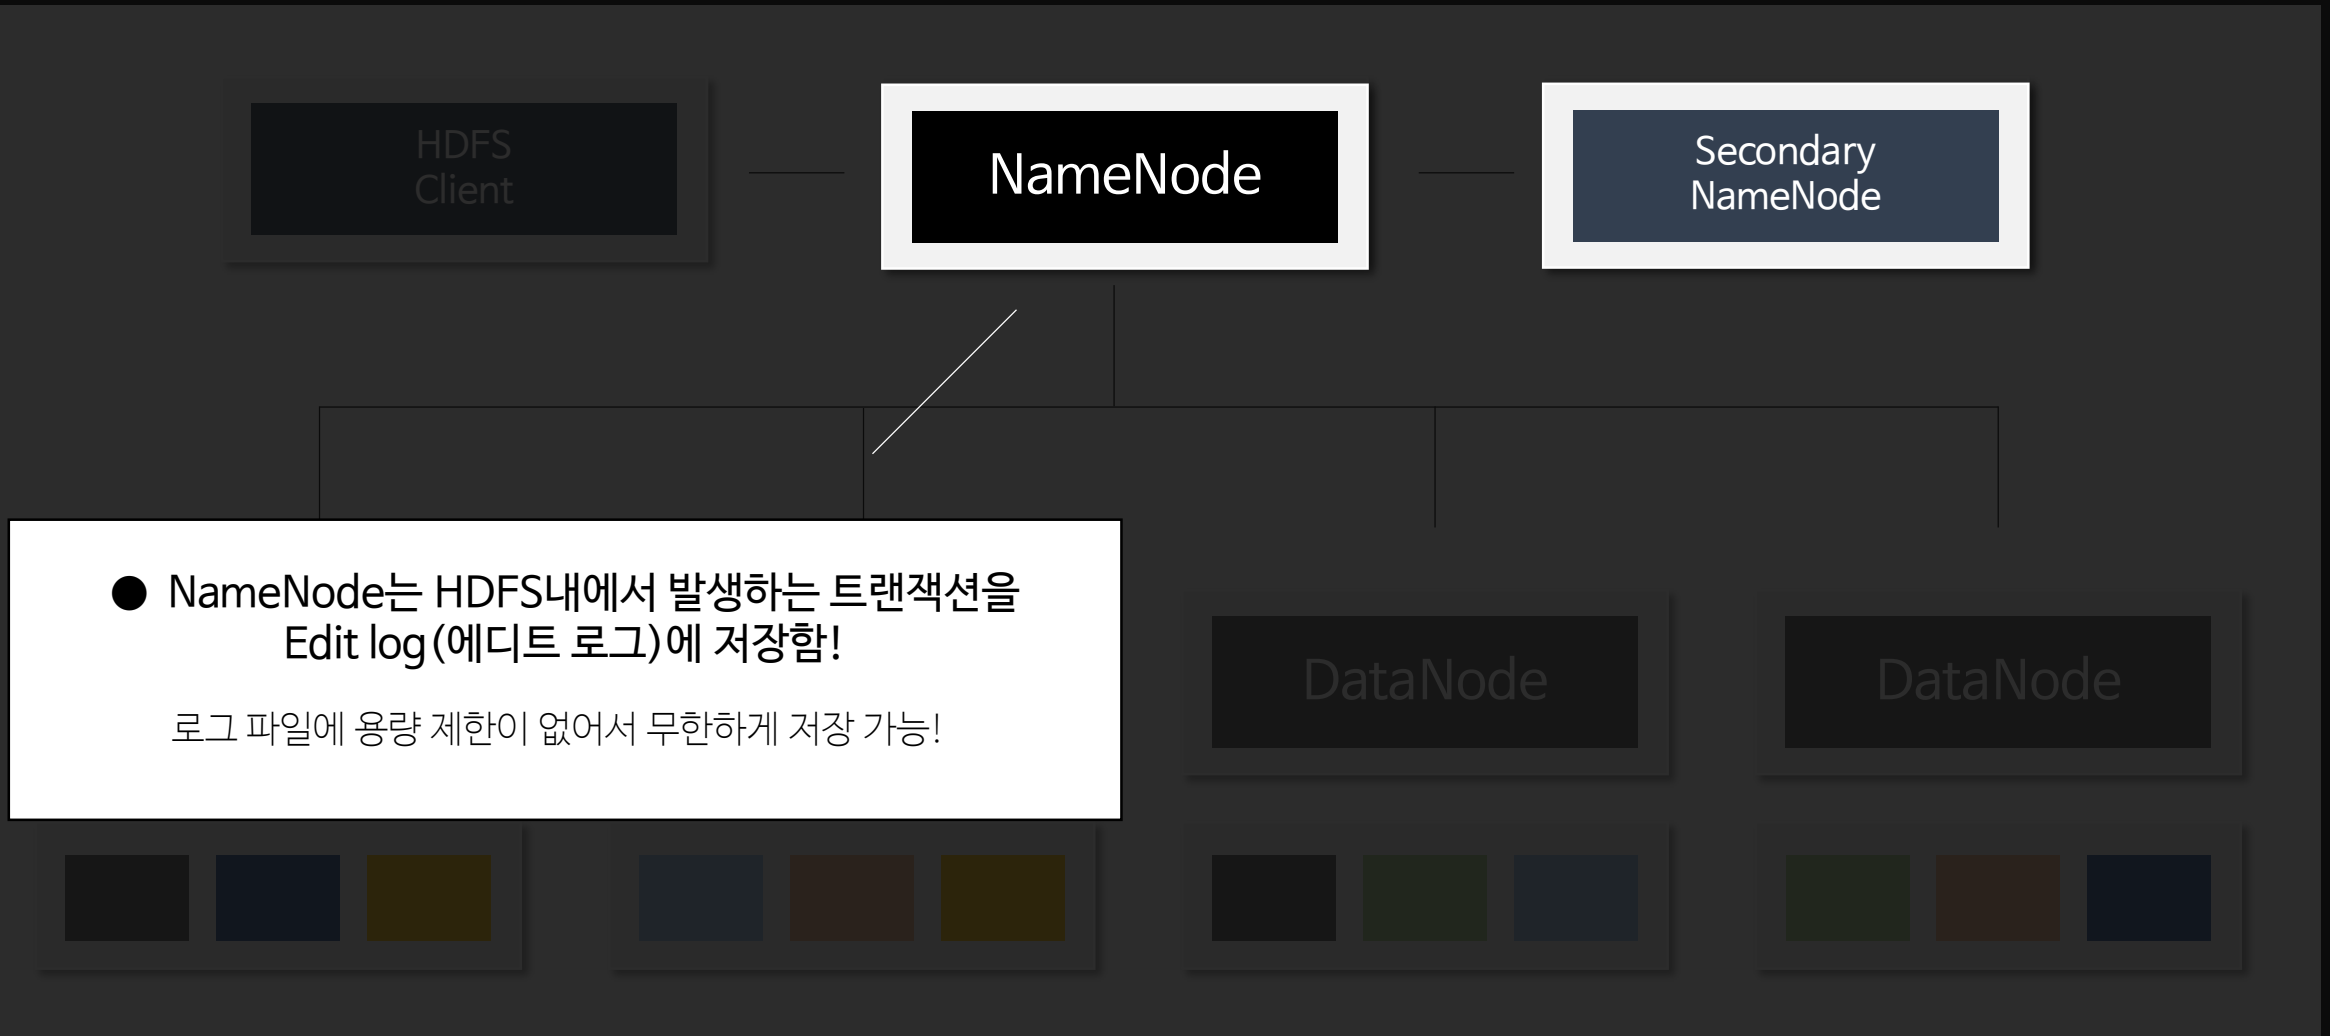 HDFS
Client
NameNode
Secondary
NameNode
● NameNode는 HDFS내에서 발생하는 트랜잭션을
Edit log(에디트 로그)에 저장함!
로그 파일에 용량 제한이 없어서 무한하게 저장 가능!
DataNode
DataNode